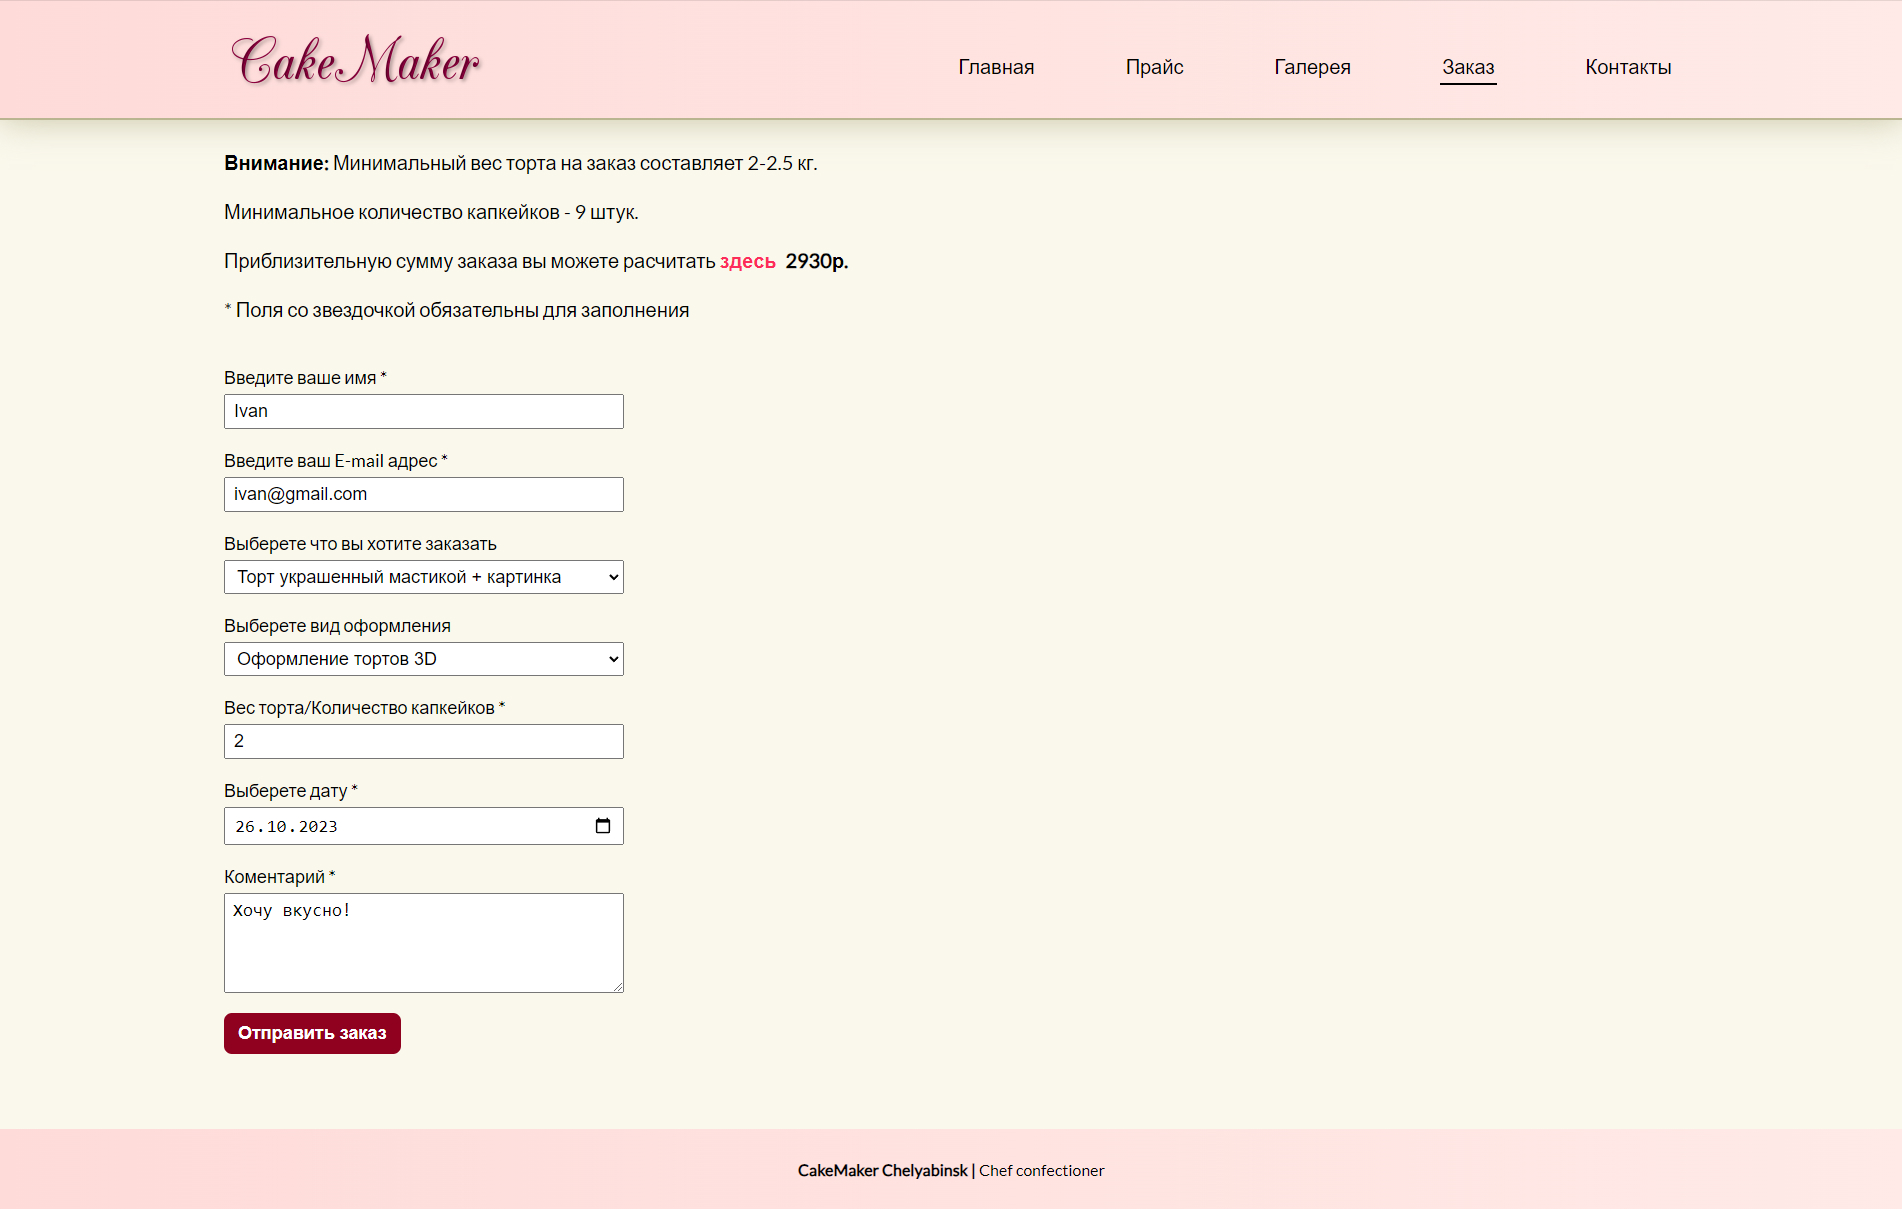 CakeMaker
Главная Прайс Галерея Заказ Контакты
Внимание: Минимальный вес торта на заказ составляет 2-2.5 кг.
Минимальное количество капкейков - 9 штук.
Приблизительную сумму заказа вы можете расчитать здесь 2930р.
* Поля со звездочкой обязательны для заполнения
Введите ваше имя *
Ivan
Введите ваш E-mail адрес *
ivan@gmail.com
Выберете что вы хотите заказать
Торт украшенный мастикой + картинка
Выберете вид оформления
Оформление тортов 3D
Вес торта/Количество капкейков *
2
Выберете дату *
26.10.2023
Коментарий *
Хочу вкусно!
Отправить заказ
CakeMaker Chelyabinsk | Chef confectioner